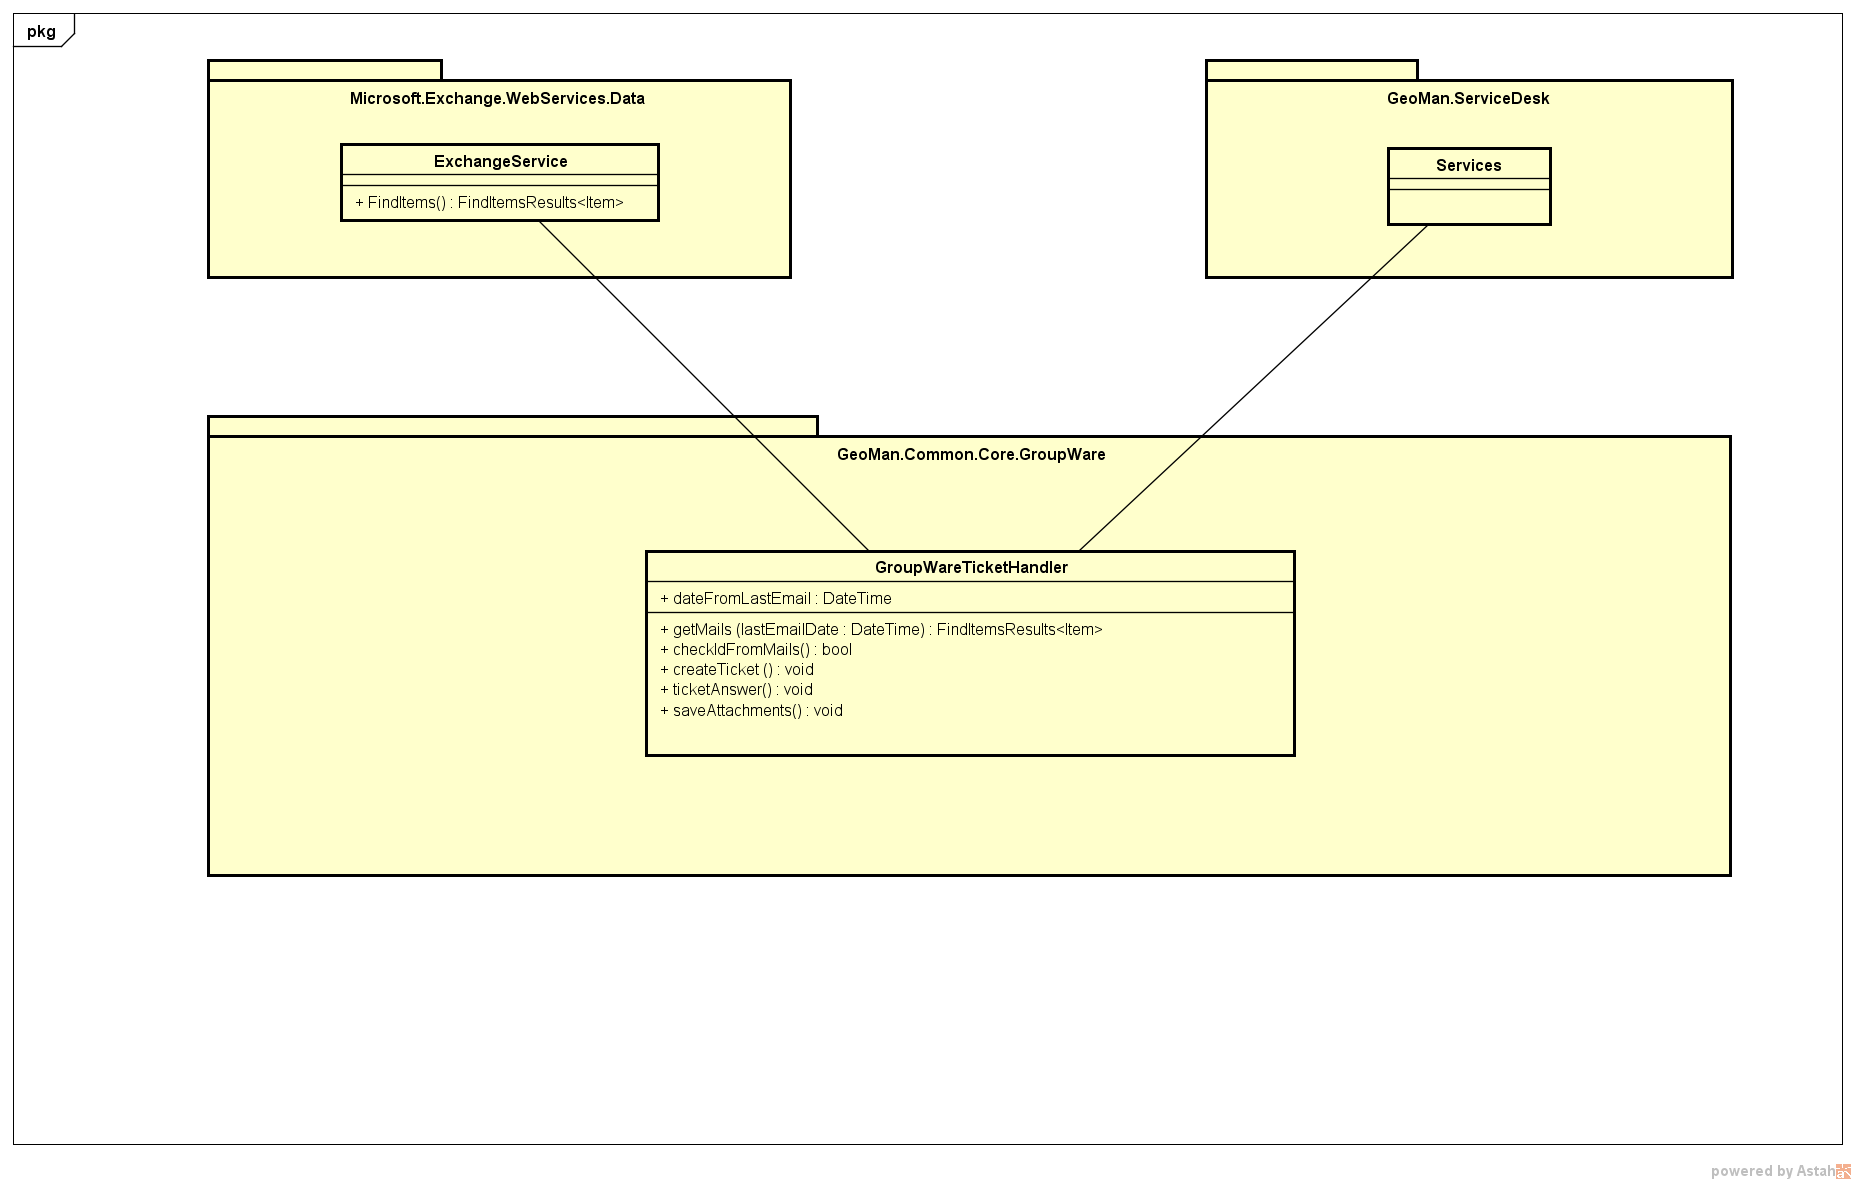 pkg
Microsoft.Exchange.WebServices.Data
ExchangeService
+ FindItems() : FindItemsResults<Item>
GeoMan.ServiceDesk
Services
GeoMan.Common.Core.GroupWare
GroupWareTicketHandler
+ dateFromLastEmail : DateTime
+ getMails (lastEmailDate : DateTime) : FindItemsResults<Item>
+ checkIdFromMails() : bool
+ createTicket () : void
+ ticketAnswer() : void
+ saveAttachments() : void
powered by Astah